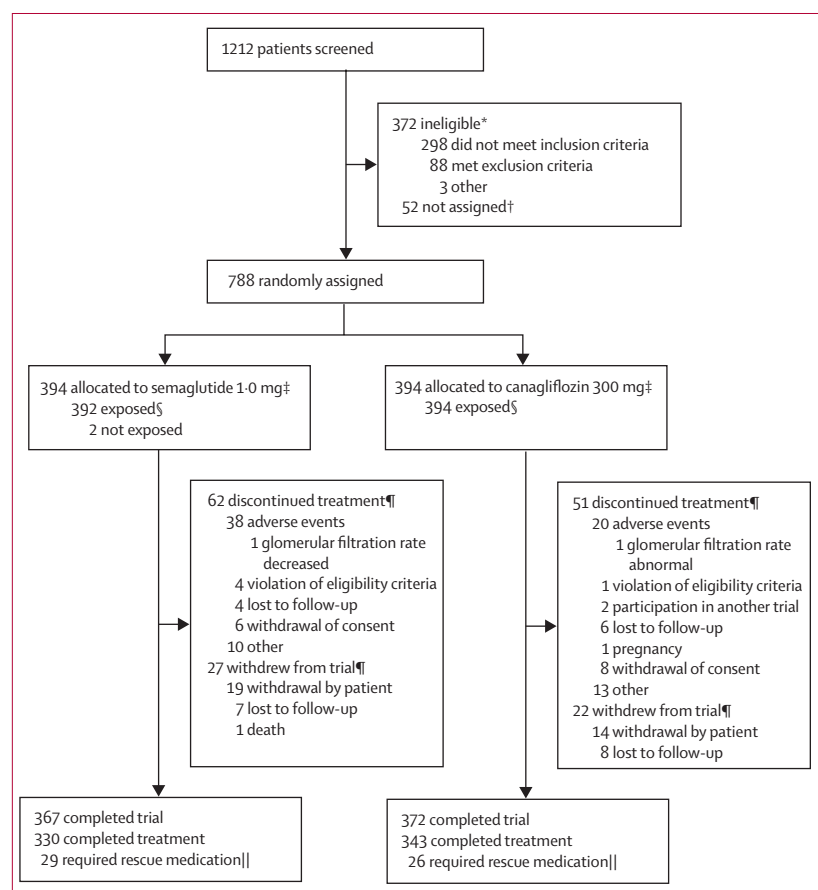 1212 patients screened
372 ineligible*
298 did not meet inclusion criteria
88 met exclusion criteria
3 other
52 not assigned†
788 randomly assigned
394 allocated to semaglutide 1·0 mg‡
392 exposed§
2 not exposed
394 allocated to canagliflozin 300 mg‡
394 exposed§
62 discontinued treatment¶
38 adverse events
1 glomerular filtration rate
decreased
4 violation of eligibility criteria
4 lost to follow-up
6 withdrawal of consent
10 other
27 withdrew from trial¶
19 withdrawal by patient
7 lost to follow-up
1 death
51 discontinued treatment¶
20 adverse events
1 glomerular filtration rate
abnormal
1 violation of eligibility criteria
2 participation in another trial
6 lost to follow-up
1 pregnancy
8 withdrawal of consent
13 other
22 withdrew from trial¶
14 withdrawal by patient
8 lost to follow-up
367 completed trial
330 completed treatment
29 required rescue medication||
372 completed trial
343 completed treatment
26 required rescue medication||